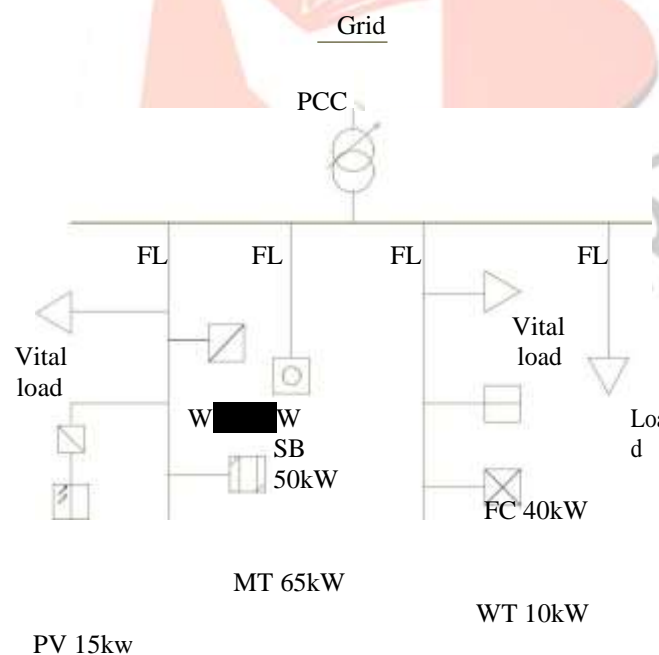 Grid
PCC
FL FL FL FL
Vital
load
Vital
load
W W
SB
50kW
Loa
d
FC 40kW
MT 65kW
WT 10kW
PV 15kw